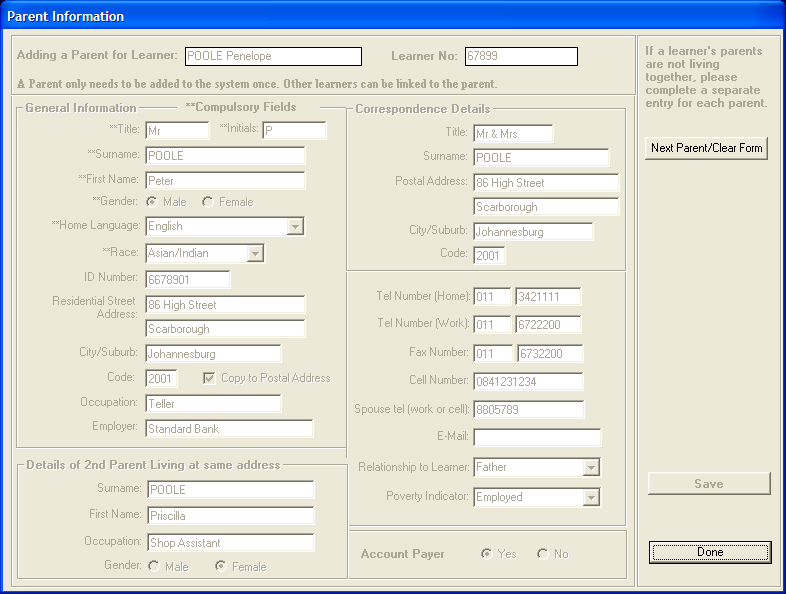 Parent Information
Adding a Parent for Learner: POOLE Penelope Learner No: 67899
A Parent only needs to be added to the system once. Other learners can be linked to the parent.
General Information **Compulsory Fields
**Title: Mr **Initials: P
**Surname: POOLE
**First Name: Peter
**Gender: Male Female
**Home Language: English
**Race: Asian/Indian
ID Number: 6678901
Residential Street Address: 86 High Street
Scarborough
City/Suburb: Johannesburg
Code: 2001 Copy to Postal Address
Occupation: Teller
Employer: Standard Bank
Details of 2nd Parent Living at same address
Surname: POOLE
First Name: Priscilla
Occupation: Shop Assistant
Gender: Male Female
Correspondence Details
Title: Mr & Mrs
Surname: POOLE
Postal Address: 86 High Street
Scarborough
City/Suburb: Johannesburg
Code: 2001
Tel Number (Home): 011 3421111
Tel Number (Work): 011 6722200
Fax Number: 011 6732200
Cell Number: 0841231234
Spouse tel (work or cell): 8805789
E-Mail:
Relationship to Learner: Father
Poverty Indicator: Employed
Account Payer Yes No
If a learner's parents
are not living
together, please
complete a separate
entry for each parent.
Next Parent/Clear Form
Save
Done